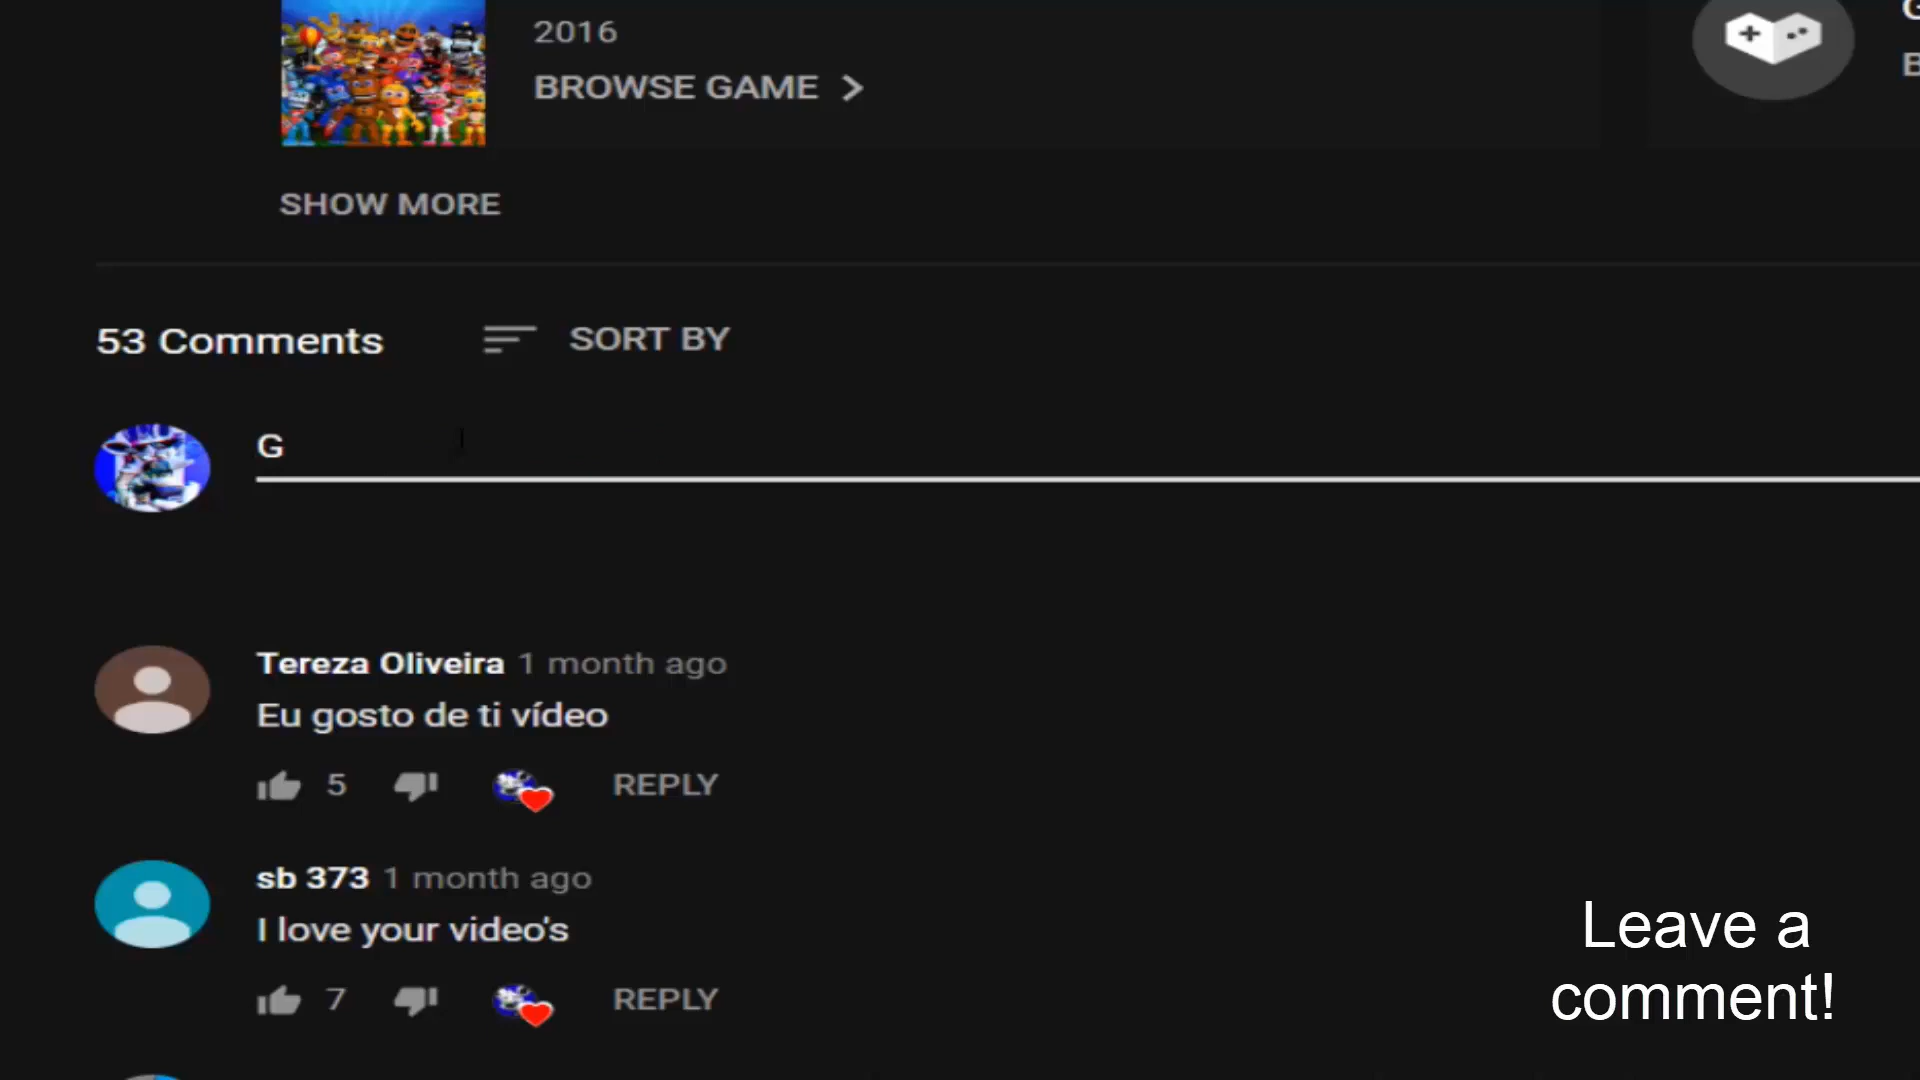 2016
BROWSE GAME
SHOW MORE
53 Comments
SORT BY
G
Tereza Oliveira 1 month ago
Eu gosto de ti vídeo
5
REPLY
sb 373 1 month ago
I love your video's
7
REPLY
Leave a
comment!